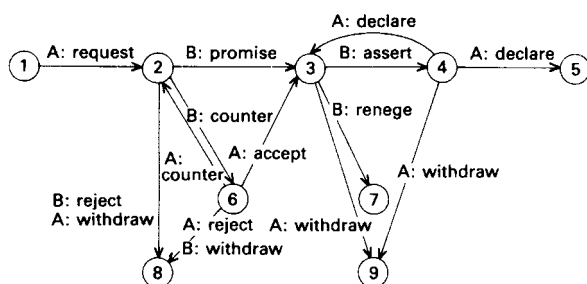 A: declare
1
A: request
2
B: promise
3
B: assert
4
A: declare
5
B: counter
B: renege
A:
counter
A: accept
6
7
A: withdraw
B: reject
A: withdraw
A: reject
B: withdraw
A: withdraw
8
9